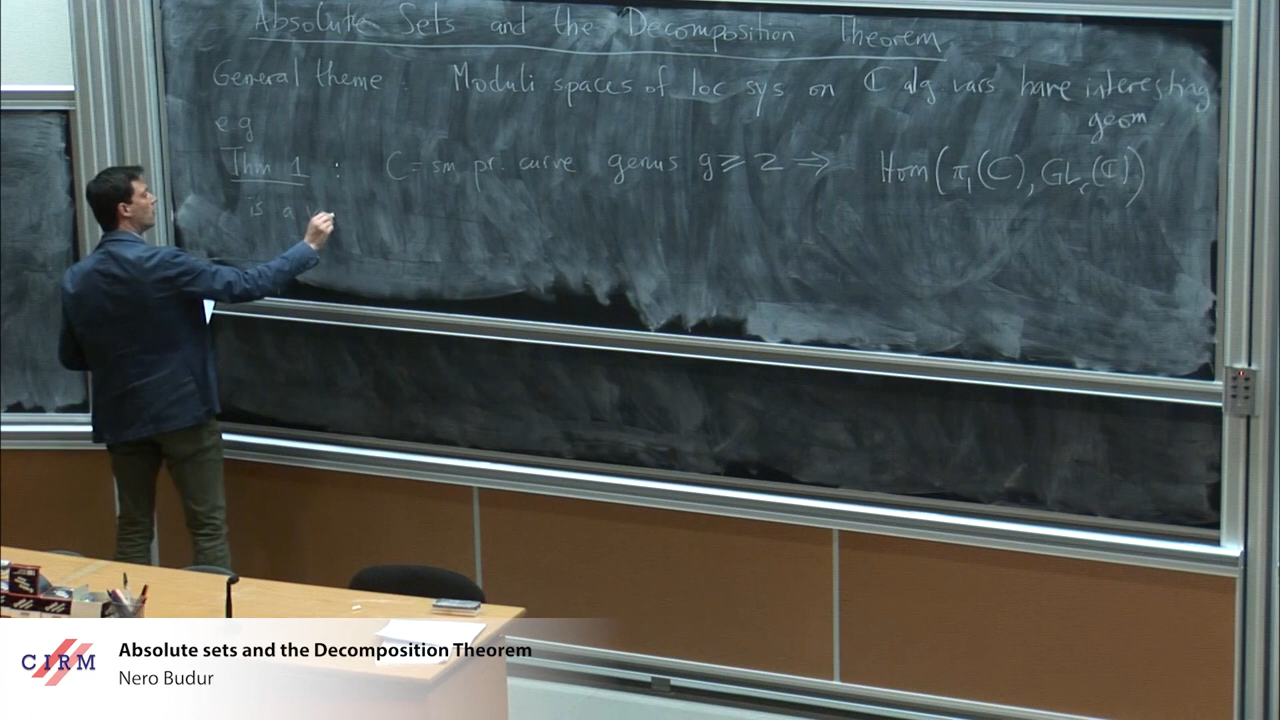 Absolute Sets and the Decomposition Theorem
General theme : Moduli spaces of loc sys on ℂ alg vars have interesting
geom.
eg
Thm 1 : C = sm pr. curve genus g ≥ 2 ⇒ Hom(π₁(C), GLᵣ(ℂ))
is a
CIRM
Absolute sets and the Decomposition Theorem
Nero Budur